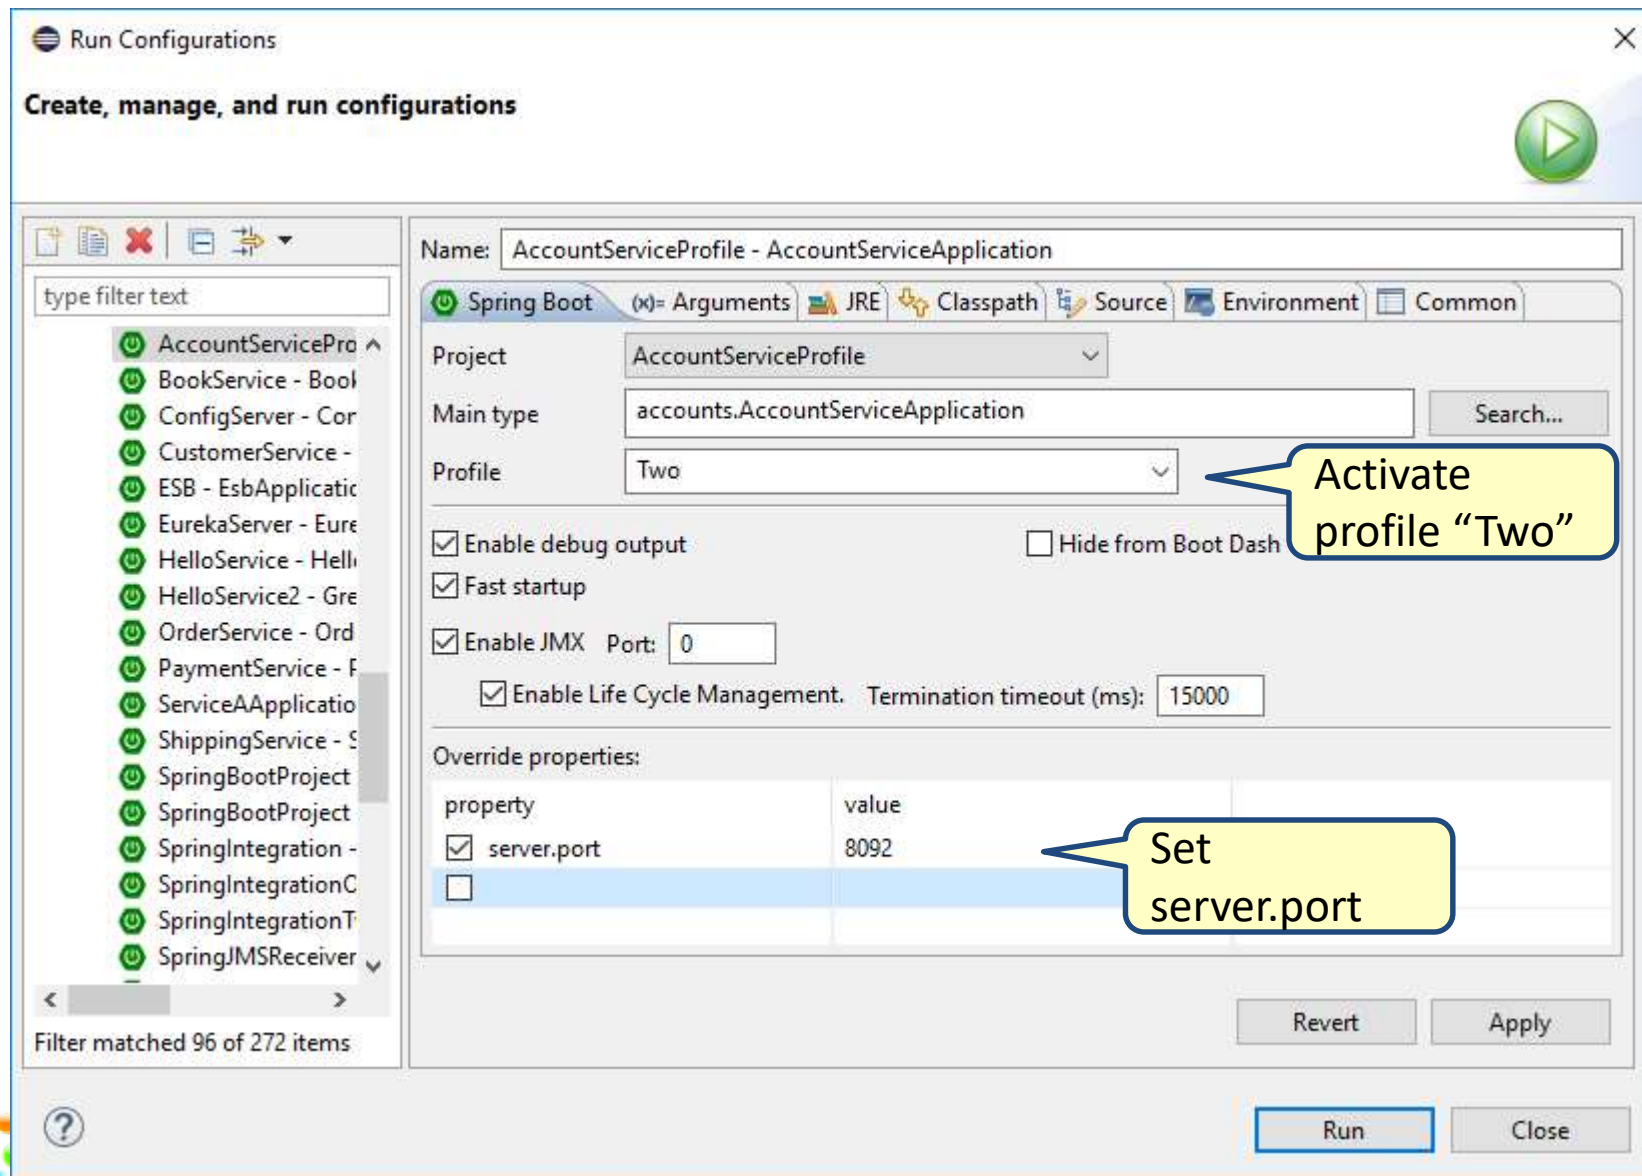 Run Configurations
Create, manage, and run configurations
type filter text
AccountServicePro
BookService - Book
ConfigServer - Cor
CustomerService -
ESB - EsbApplicatic
EurekaServer - Eure
HelloService - Hell
HelloService2 - Gre
OrderService - Ord
PaymentService - P
ServiceAApplicatio
ShippingService - S
SpringBootProject
SpringBootProject
SpringIntegration -
SpringIntegrationC
SpringIntegrationT
SpringJMSReceiver
Filter matched 96 of 272 items
Name: AccountServiceProfile - AccountServiceApplication
Spring Boot (x)= Arguments JRE Classpath Source Environment Common
Project AccountServiceProfile
Main type accounts.AccountServiceApplication Search...
Profile Two
Activate
profile “Two”
Enable debug output Hide from Boot Dash
Fast startup
Enable JMX Port: 0
Enable Life Cycle Management. Termination timeout (ms): 15000
Override properties:
property value
server.port 8092
Set
server.port
Revert Apply
? Run Close